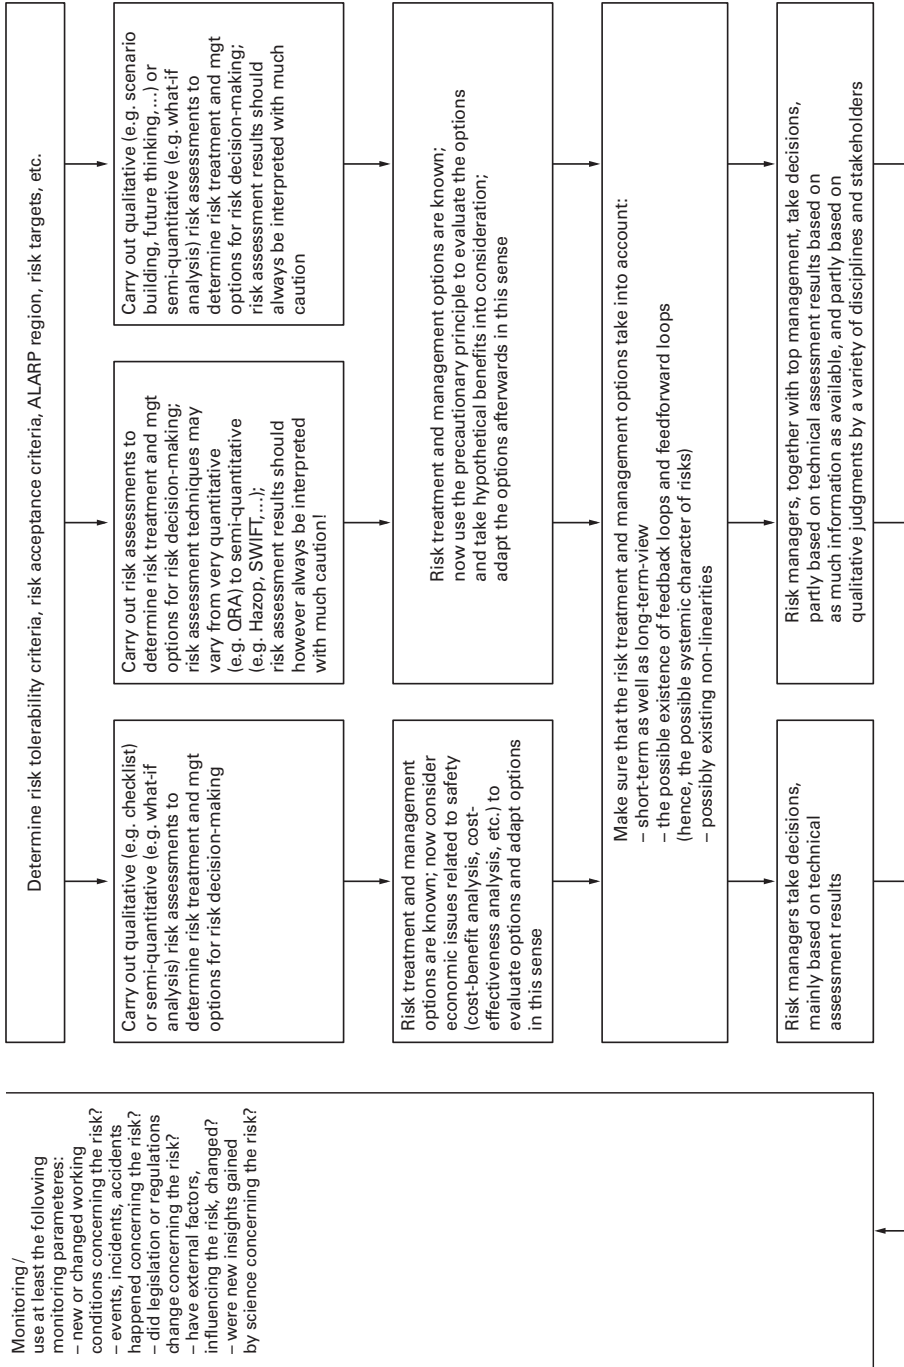 Determine risk tolerability criteria, risk acceptance criteria, ALARP region, risk targets, etc.
Carry out qualitative (e.g. checklist)
or semi-quantitative (e.g. what-if
analysis) risk assessments to
determine risk treatment and mgt
options for risk decision-making
Carry out risk assessments to
determine risk treatment and mgt
options for risk decision-making;
risk assessment techniques may
vary from very quantitative
(e.g. QRA) to semi-quantitative
(e.g. Hazop, SWIFT,...);
risk assessment results should
however always be interpreted
with much caution!
Carry out qualitative (e.g. scenario
building, future thinking,...) or
semi-quantitative (e.g. what-if
analysis) risk assessments to
determine risk treatment and mgt
options for risk decision-making;
risk assessment results should
always be interpreted with much
caution
Risk treatment and management
options are known; now consider
economic issues related to safety
(cost-benefit analysis, cost-
effectiveness analysis, etc.) to
evaluate options and adapt options
in this sense
Risk treatment and management options are known;
now use the precautionary principle to evaluate the options
and take hypothetical benefits into consideration;
adapt the options afterwards in this sense
Make sure that the risk treatment and management options take into account:
– short-term as well as long-term-view
– the possible existence of feedback loops and feedforward loops
(hence, the possible systemic character of risks)
– possibly existing non-linearities
Risk managers take decisions,
mainly based on technical
assessment results
Risk managers, together with top management, take decisions,
partly based on technical assessment results based on
as much information as available, and partly based on
qualitative judgments by a variety of disciplines and stakeholders
Monitoring/
use at least the following
monitoring parameteres:
– new or changed working
conditions concerning the risk?
– events, incidents, accidents
happened concerning the risk?
– did legislation or regulations
change concerning the risk?
– have external factors,
influencing the risk, changed?
– were new insights gained
by science concerning the risk?